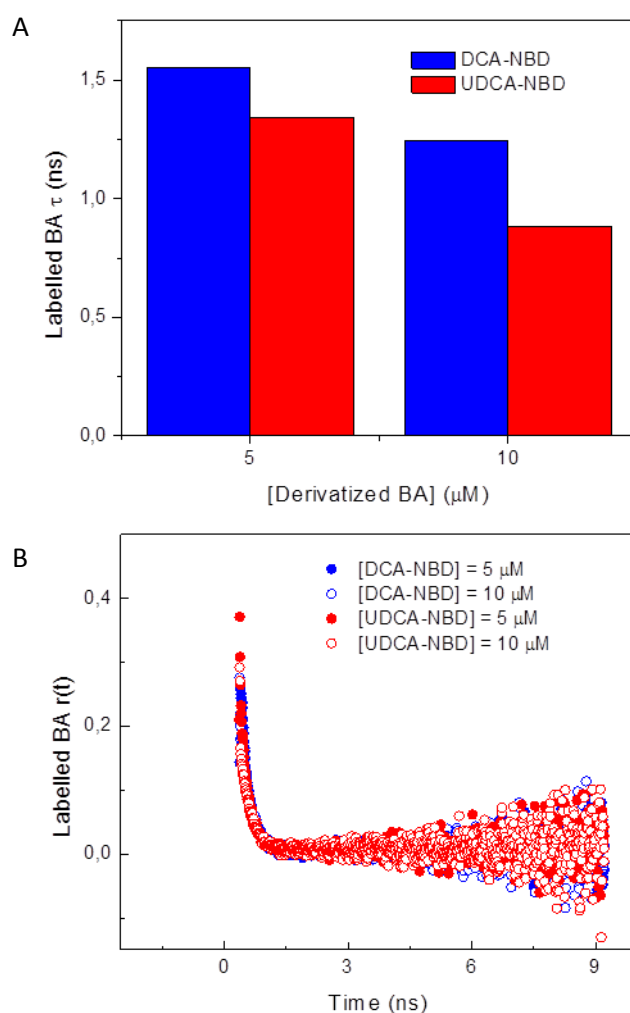 A
DCA-NBD
UDCA-NBD
Labelled BA τ (ns)
1,5
1,0
0,5
0,0
5
10
[Derivatized BA] (μM)
B
[DCA-NBD] = 5 μM
[DCA-NBD] = 10 μM
[UDCA-NBD] = 5 μM
[UDCA-NBD] = 10 μM
Labelled BA r(t)
0,4
0,2
0,0
0
3
6
9
Time (ns)